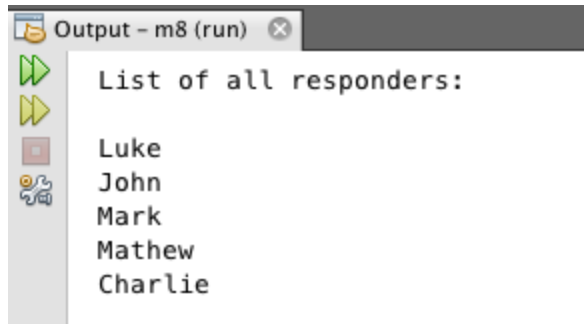 Output – m8 (run)
List of all responders:
Luke
John
Mark
Mathew
Charlie